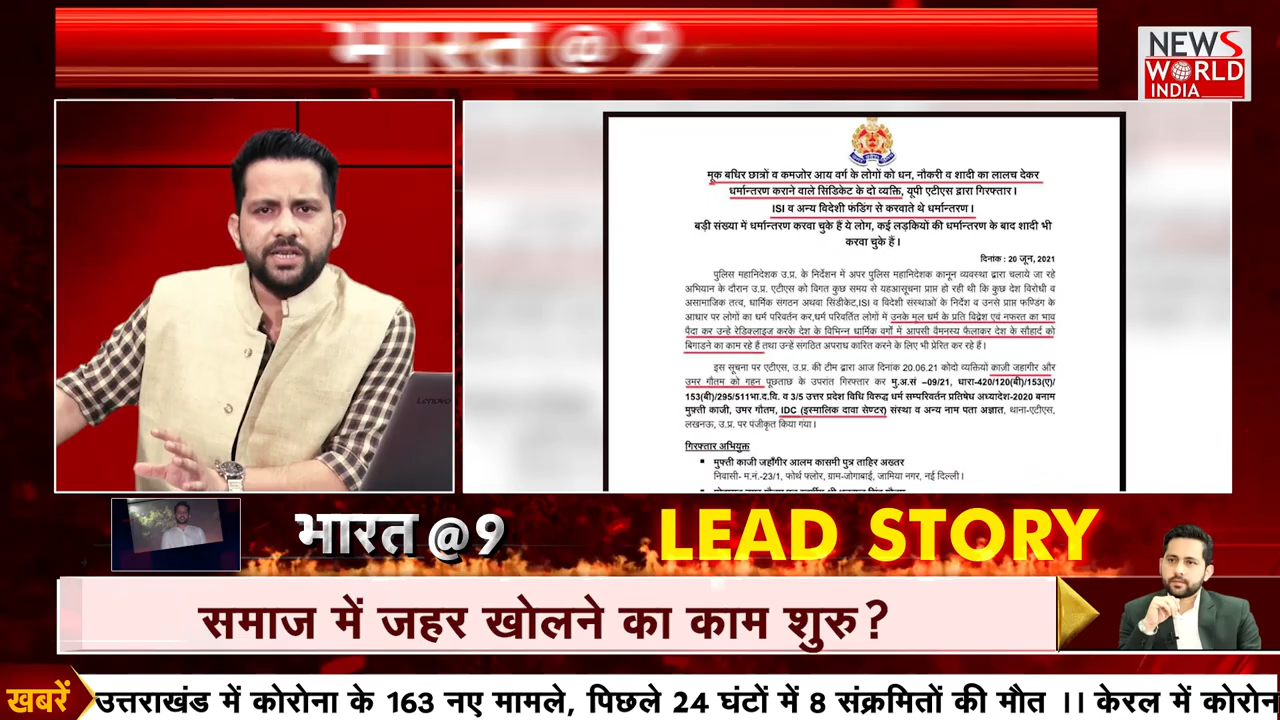 भारत @ 9
NEWS
WORLD
INDIA
मूक बधिर छात्रों व कमजोर आय वर्ग के लोगों को धन, नौकरी व शादी का लालच देकर
धर्मान्तरण कराने वाले सिंडिकेट के दो व्यक्ति, यूपी एटीएस द्वारा गिरफ्तार।
ISI व अन्य विदेशी फंडिंग से करवाते थे धर्मान्तरण।
बड़ी संख्या में धर्मान्तरण करवा चुके हैं ये लोग, कई लड़कियों की धर्मान्तरण के बाद शादी भी
करवा चुके हैं।
दिनांक : 20 जून, 2021
पुलिस महानिदेशक उ.प्र. के निर्देशन में अपर पुलिस महानिदेशक कानून व्यवस्था द्वारा चलाये जा रहे
अभियान के दौरान उ.प्र. एटीएस को विगत कुछ समय से यहआसूचना प्राप्त हो रही थी कि कुछ देश विरोधी व
असामाजिक तत्व, धार्मिक संगठन अथवा सिंडीकेट,ISI व विदेशी संस्थाओं के निर्देश व उनसे प्राप्त फण्डिंग के
आधार पर लोगों का धर्म परिवर्तन कर,धर्म परिवर्तित लोगों में उनके मूल धर्म के प्रति विद्वेश एवं नफरत का भाव
पैदा कर उन्हे रेडिक्लाइज करके देश के विभिन्न धार्मिक वर्गो में आपसी वैमनस्य फैलाकर देश के सौहार्द को
बिगाडने का काम रहे हैं तथा उन्हे संगठित अपराध कारित करने के लिए भी प्रेरित कर रहे हैं।
इस सूचना पर एटीएस, उ.प्र. की टीम द्वारा आज दिनांक 20.06.21 कोदो व्यक्तियों काजी जहागीर और
उमर गौतम को गहन पूछताछ के उपरांत गिरफ्तार कर मु.अ.सं –09/21, धारा-420/120(बी)/153(ए)/
153(बी)/295/511भा.द.वि. व 3/5 उत्तर प्रदेश विधि विरुद्ध धर्म सम्परिवर्तन प्रतिषेध अध्यादेश-2020 बनाम
मुफ्ती काजी, उमर गौतम, IDC (इस्मालिक दावा सेण्टर) संस्था व अन्य नाम पता अज्ञात, थाना-एटीएस,
लखनऊ, उ.प्र. पर पंजीकृत किया गया।
गिरफ्तार अभियुक्त
▪ मुफ्ती काजी जहाँगीर आलम कासमी पुत्र ताहिर अख्तर
निवासी- म.नं.-23/1, फोर्थ फ्लोर, ग्राम-जोगाबाई, जामिया नगर, नई दिल्ली।
Lenovo
भारत @9
LEAD STORY
समाज में जहर खोलने का काम शुरु?
खबरें
उत्तराखंड में कोरोना के 163 नए मामले, पिछले 24 घंटों में 8 संक्रमितों की मौत ।। केरल में कोरोन